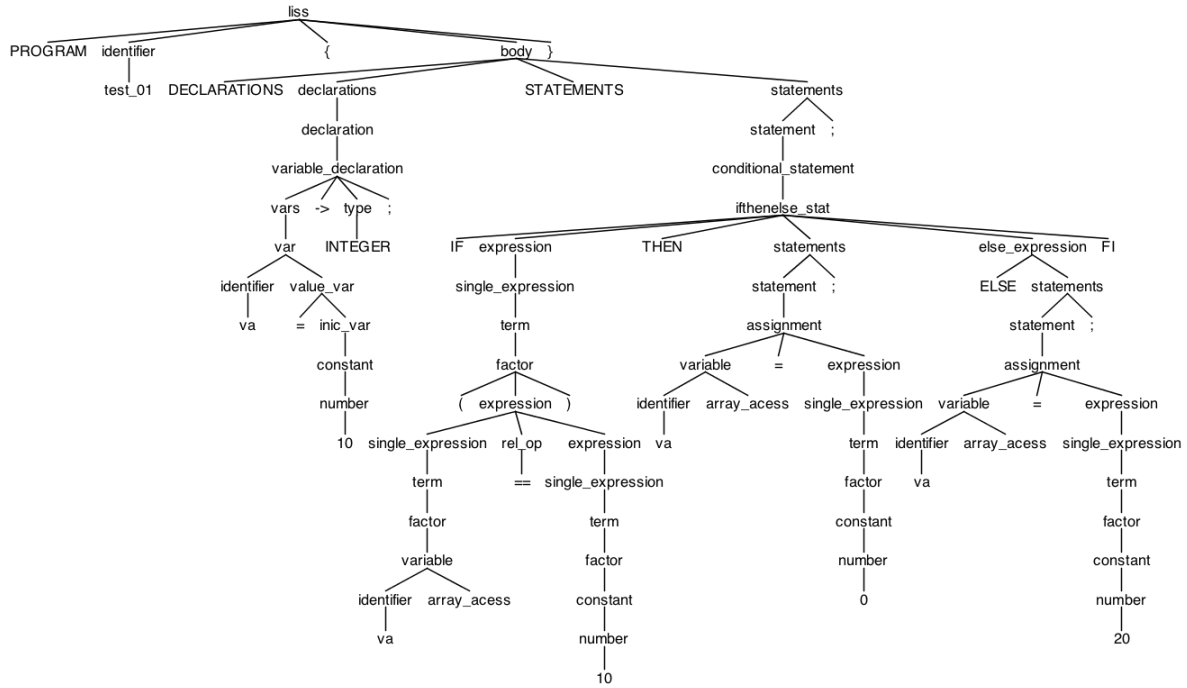 liss
PROGRAM identifier { body }
test_01 DECLARATIONS declarations STATEMENTS statements
declaration statement ;
variable_declaration conditional_statement
vars -> type ; ifthenelse_stat
var INTEGER IF expression THEN statements else_expression FI
identifier value_var single_expression statement ; ELSE statements
va = inic_var term assignment statement ;
constant factor variable = expression assignment
number ( expression ) identifier array_acess single_expression variable = expression
10 single_expression rel_op expression va term identifier array_acess single_expression
term == single_expression factor va term
factor term constant factor
variable factor number constant
identifier array_acess constant 0 number
va number 20
10